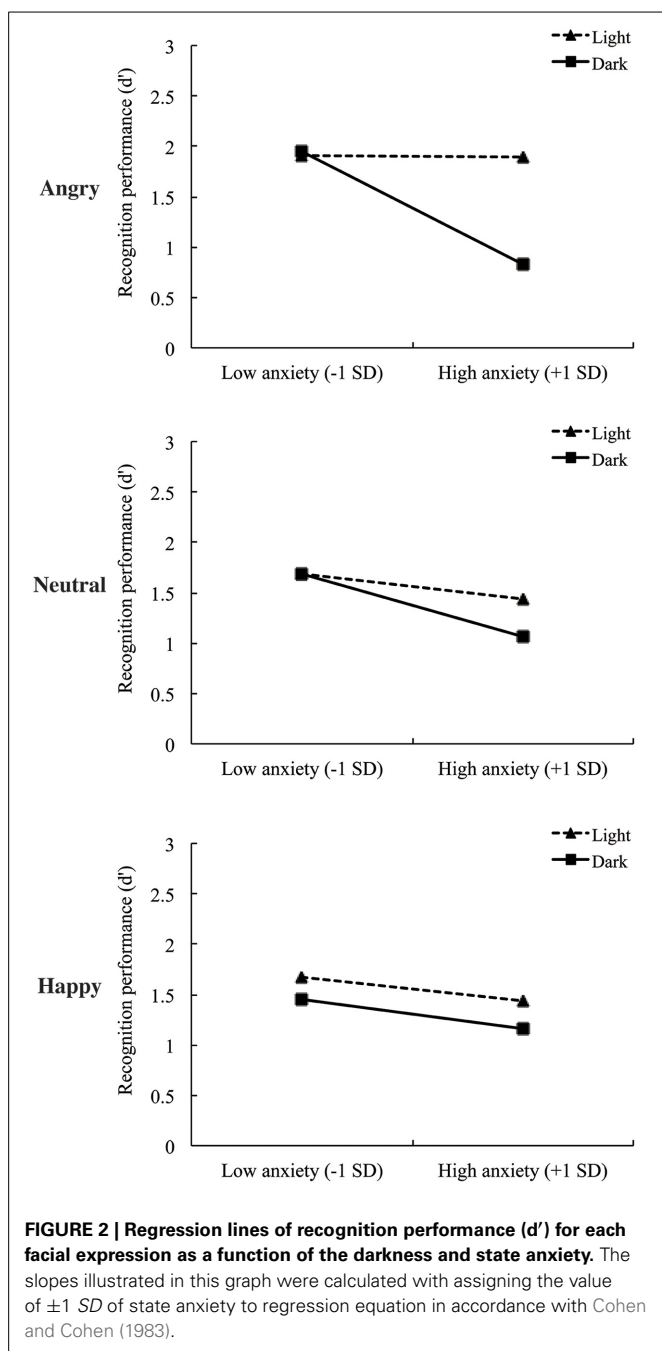 3
2.5
2
1.5
1
0.5
0
Recognition performance (d')
Angry
Light
Dark
Low anxiety (-1 SD)
High anxiety (+1 SD)
3
2.5
2
1.5
1
0.5
0
Recognition performance (d')
Neutral
Light
Dark
Low anxiety (-1 SD)
High anxiety (+1 SD)
3
2.5
2
1.5
1
0.5
0
Recognition performance (d')
Happy
Light
Dark
Low anxiety (-1 SD)
High anxiety (+1 SD)
FIGURE 2 | Regression lines of recognition performance (d′) for each
facial expression as a function of the darkness and state anxiety. The
slopes illustrated in this graph were calculated with assigning the value
of ±1 SD of state anxiety to regression equation in accordance with Cohen
and Cohen (1983).